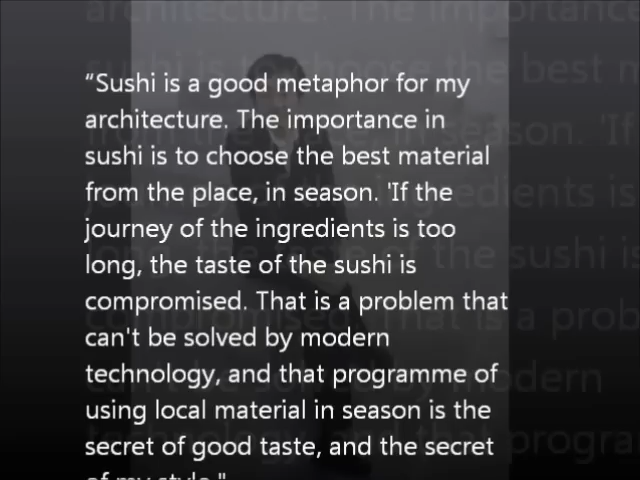 “Sushi is a good metaphor for my
architecture. The importance in
sushi is to choose the best material
from the place, in season. 'If the
journey of the ingredients is too
long, the taste of the sushi is
compromised. That is a problem that
can't be solved by modern
technology, and that programme of
using local material in season is the
secret of good taste, and the secret
of my style."